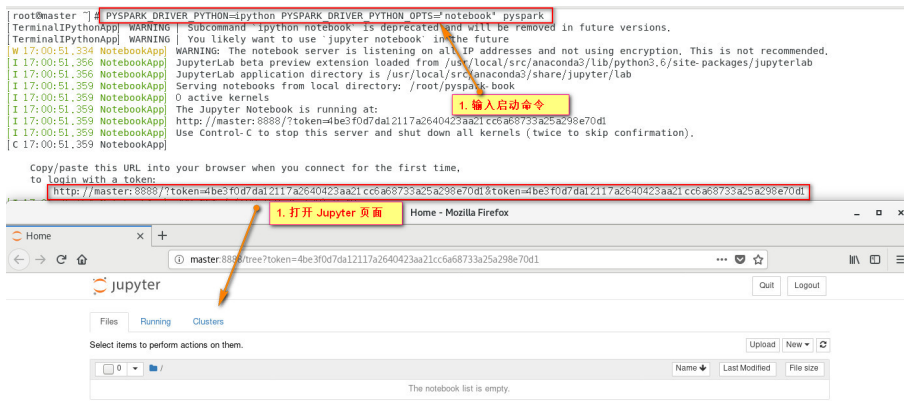 [root@master ~]# PYSPARK_DRIVER_PYTHON=ipython PYSPARK_DRIVER_PYTHON_OPTS="notebook" pyspark
[TerminalIPythonApp] WARNING | Subcommand `ipython notebook` is deprecated and will be removed in future versions.
[TerminalIPythonApp] WARNING | You likely want to use `jupyter notebook` in the future
[W 17:00:51.334 NotebookApp] WARNING: The notebook server is listening on all IP addresses and not using encryption. This is not recommended.
[I 17:00:51.356 NotebookApp] JupyterLab beta preview extension loaded from /usr/local/src/anaconda3/lib/python3.6/site-packages/jupyterlab
[I 17:00:51.356 NotebookApp] JupyterLab application directory is /usr/local/src/anaconda3/share/jupyter/lab
[I 17:00:51.359 NotebookApp] Serving notebooks from local directory: /root/pyspark-book
[I 17:00:51.359 NotebookApp] 0 active kernels
[I 17:00:51.359 NotebookApp] The Jupyter Notebook is running at:
[I 17:00:51.359 NotebookApp] http://master:8888/?token=4be3f0d7da12117a2640423aa21cc6a68733a25a298e70d1
[I 17:00:51.359 NotebookApp] Use Control-C to stop this server and shut down all kernels (twice to skip confirmation).
[C 17:00:51.359 NotebookApp]
1. 输入启动命令
Copy/paste this URL into your browser when you connect for the first time,
to login with a token:
http://master:8888/?token=4be3f0d7da12117a2640423aa21cc6a68733a25a298e70d1&token=4be3f0d7da12117a2640423aa21cc6a68733a25a298e70d1
1. 打开 Jupyter 页面
Home - Mozilla Firefox
Home
master:8888/tree?token=4be3f0d7da12117a2640423aa21cc6a68733a25a298e70d1
jupyter
Quit Logout
Files Running Clusters
Select items to perform actions on them.
Upload New
0 /
Name Last Modified File size
The notebook list is empty.